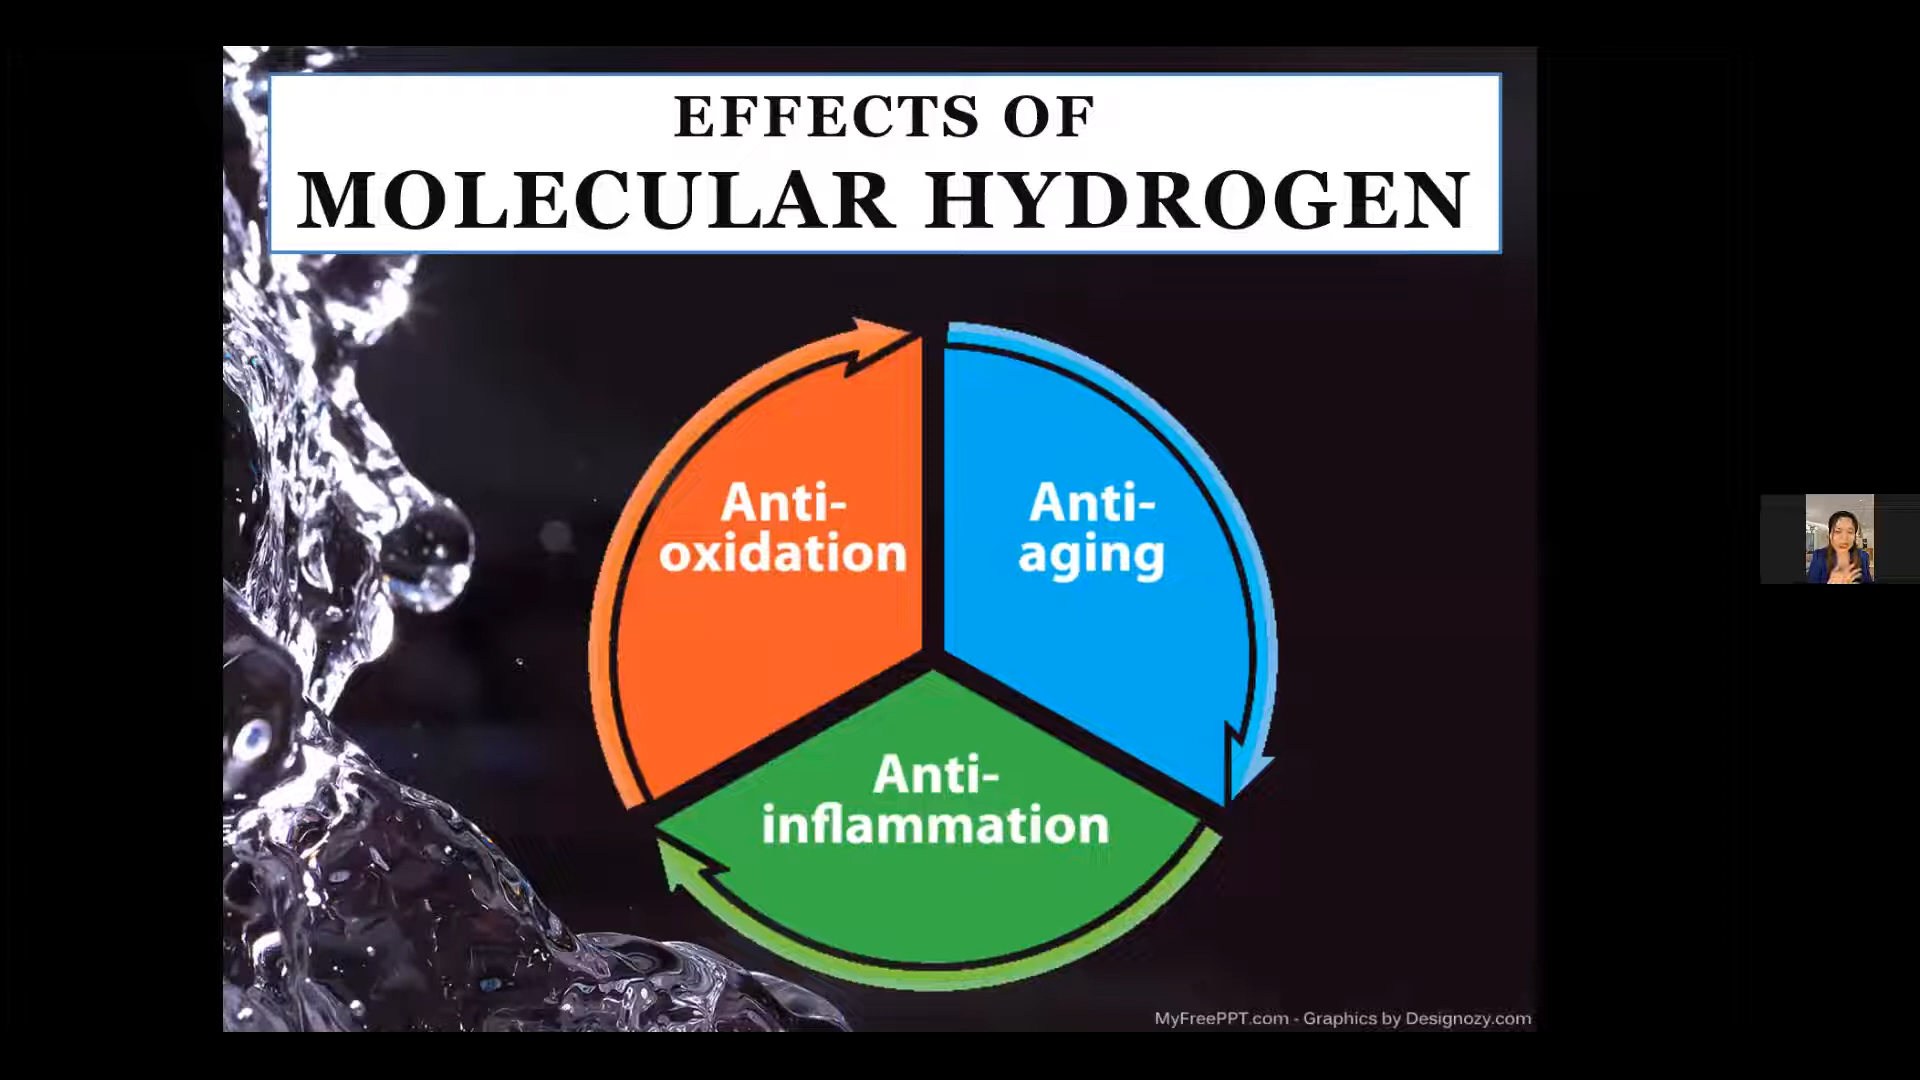 EFFECTS OF
MOLECULAR HYDROGEN
Anti-
oxidation
Anti-
aging
Anti-
inflammation
MyFreePPT.com - Graphics by Designozy.com